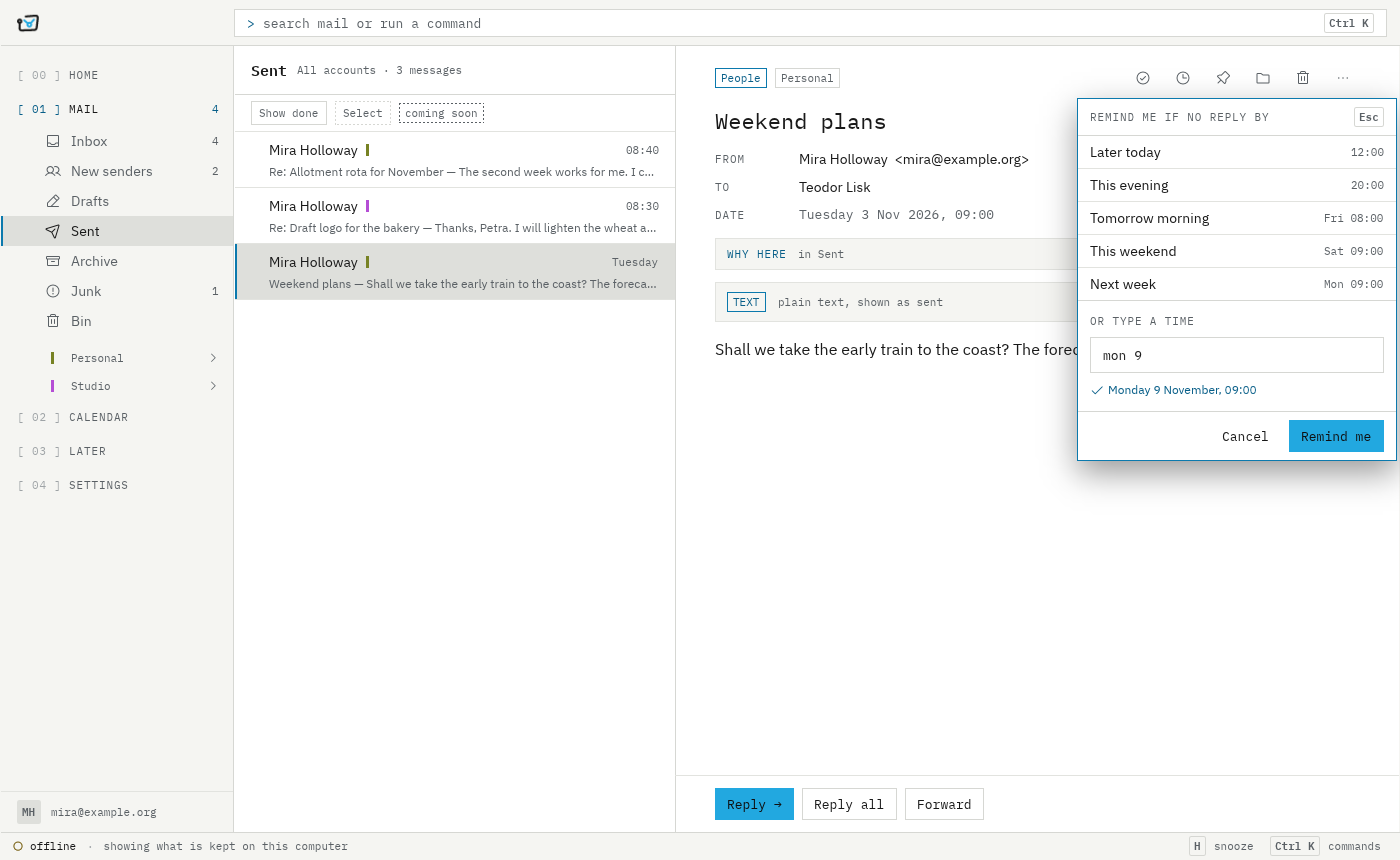 > search mail or run a command Ctrl K
[ 00 ] HOME
[ 01 ] MAIL 4
Inbox 4
New senders 2
Drafts
Sent
Archive
Junk 1
Bin
Personal
Studio
[ 02 ] CALENDAR
[ 03 ] LATER
[ 04 ] SETTINGS
MH mira@example.org
Sent All accounts · 3 messages
Show done Select coming soon
Mira Holloway 08:40
Re: Allotment rota for November — The second week works for me. I c…
Mira Holloway 08:30
Re: Draft logo for the bakery — Thanks, Petra. I will lighten the wheat a…
Mira Holloway Tuesday
Weekend plans — Shall we take the early train to the coast? The foreca…
People Personal
Weekend plans
FROM Mira Holloway <mira@example.org>
TO Teodor Lisk
DATE Tuesday 3 Nov 2026, 09:00
WHY HERE in Sent
TEXT plain text, shown as sent
Shall we take the early train to the coast? The forec
REMIND ME IF NO REPLY BY Esc
Later today 12:00
This evening 20:00
Tomorrow morning Fri 08:00
This weekend Sat 09:00
Next week Mon 09:00
OR TYPE A TIME
mon 9
Monday 9 November, 09:00
Cancel Remind me
Reply → Reply all Forward
offline · showing what is kept on this computer
H snooze Ctrl K commands